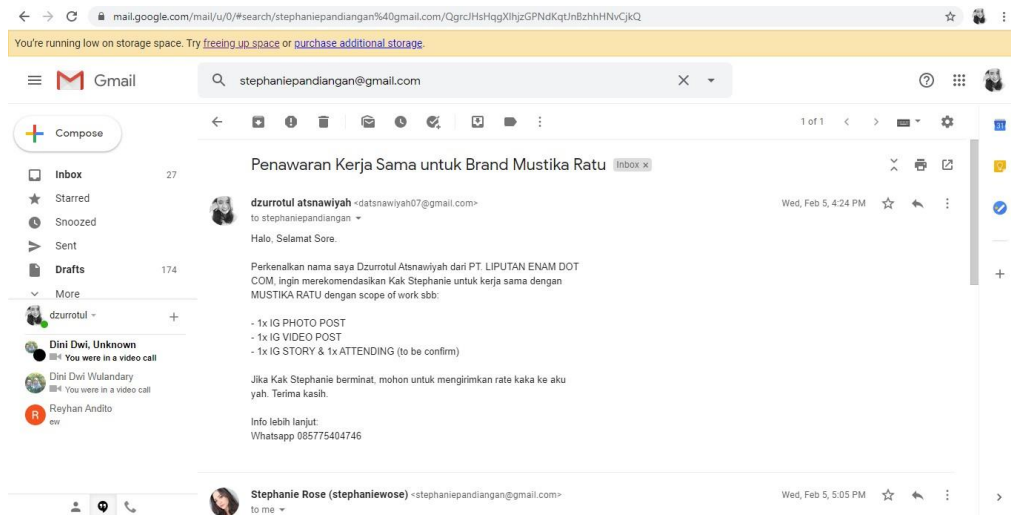 mail.google.com/mail/u/0/#search/stephaniepandiangan%40gmail.com/QgrcJHsHqgXlhjzGPNdKqtJnBzhhHNvCjkQ
You're running low on storage space. Try freeing up space or purchase additional storage.
Gmail
stephaniepandiangan@gmail.com
Compose
1 of 1
31
Inbox 27
Starred
Snoozed
Sent
Drafts 174
More
dzurrotul
Dini Dwi, Unknown
You were in a video call
Dini Dwi Wulandary
You were in a video call
R
Reyhan Andito
ew
Penawaran Kerja Sama untuk Brand Mustika Ratu Inbox x
dzurrotul atsnawiyah <datsnawiyah07@gmail.com> Wed, Feb 5, 4:24 PM
to stephaniepandiangan
Halo, Selamat Sore.
Perkenalkan nama saya Dzurrotul Atsnawiyah dari PT. LIPUTAN ENAM DOT
COM, ingin merekomendasikan Kak Stephanie untuk kerja sama dengan
MUSTIKA RATU dengan scope of work sbb:
- 1x IG PHOTO POST
- 1x IG VIDEO POST
- 1x IG STORY & 1x ATTENDING (to be confirm)
Jika Kak Stephanie berminat, mohon untuk mengirimkan rate kaka ke aku
yah. Terima kasih.
Info lebih lanjut:
Whatsapp 085775404746
Stephanie Rose (stephaniewose) <stephaniepandiangan@gmail.com> Wed, Feb 5, 5:05 PM
to me